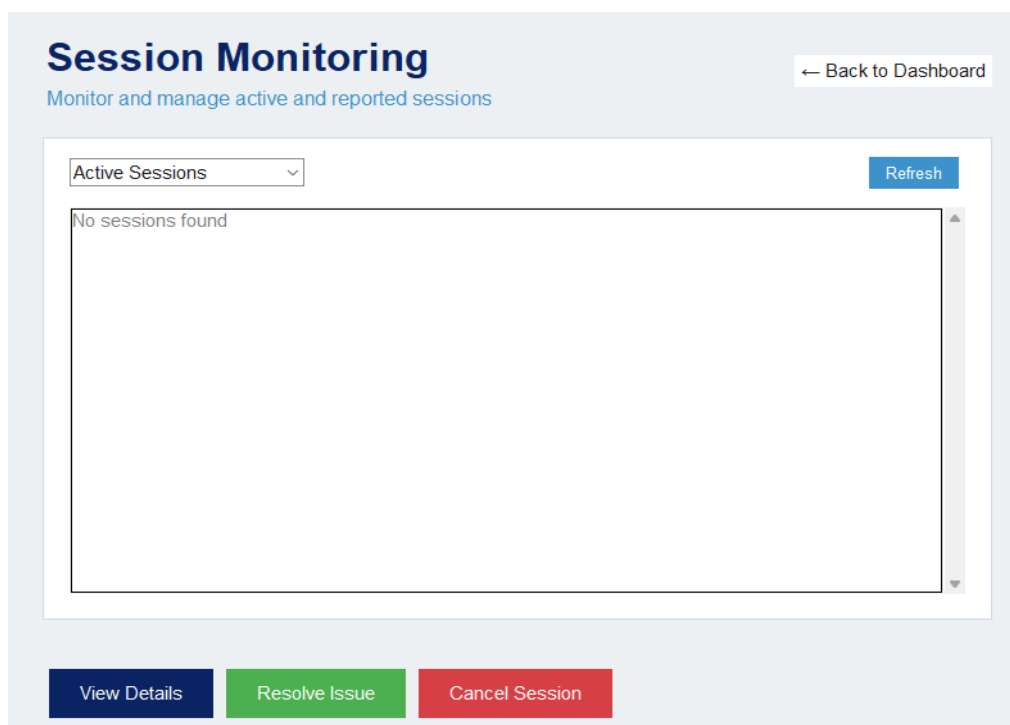 Session Monitoring
← Back to Dashboard
Monitor and manage active and reported sessions
Active Sessions
Refresh
No sessions found
View Details
Resolve Issue
Cancel Session